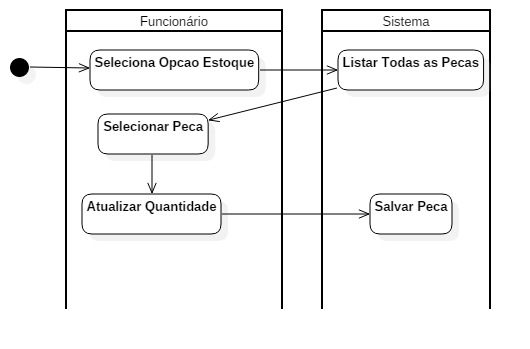 Funcionário
Sistema
Seleciona Opcao Estoque
Listar Todas as Pecas
Selecionar Peca
Atualizar Quantidade
Salvar Peca